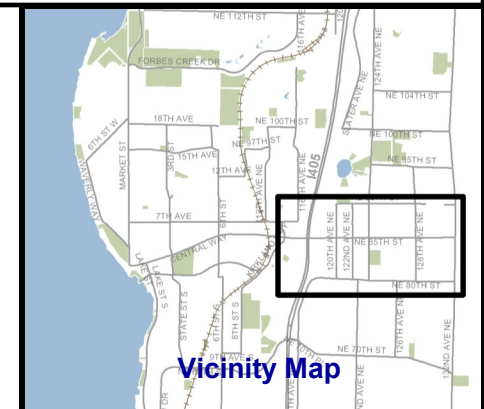 NE 112TH ST
116TH AVE
124TH AVE NE
FORBES CREEK DR
SLATER AVE NE
NE 104TH ST
18TH AVE
NE 100TH ST
NE 100TH ST
6TH ST W
MARKET ST
3RD ST
15TH AVE
NE 97TH ST
I405
NE 95TH ST
12TH AVE
WAVERLY WAY
7TH AVE
6TH ST
120TH AVE NE
122ND AVE NE
NE 85TH ST
128TH AVE NE
CENTRAL WAY
LAKE ST
LAKE ST S
NE 80TH ST
STATE ST S
6TH ST S
8TH ST S
126TH AVE NE
132ND AVE NE
NE 70TH ST
9TH AVE S
Vicinity Map